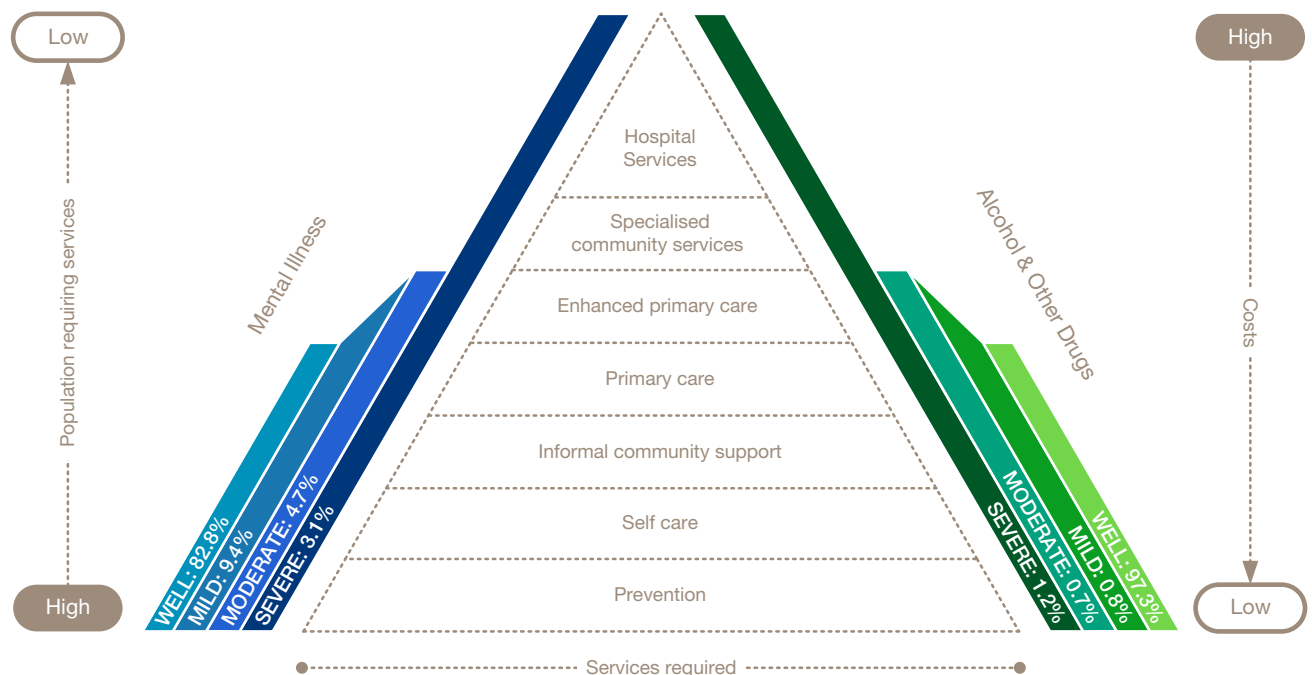 Low
High
Hospital
Services
Specialised
community services
Enhanced primary care
Primary care
Informal community support
Self care
Prevention
Population requiring services
Mental Illness
WELL: 82.8%
MILD: 9.4%
MODERATE: 4.7%
SEVERE: 3.1%
SEVERE: 1.2%
MODERATE: 0.7%
MILD: 0.8%
WELL: 97.3%
Alcohol & Other Drugs
Costs
High
Low
Services required